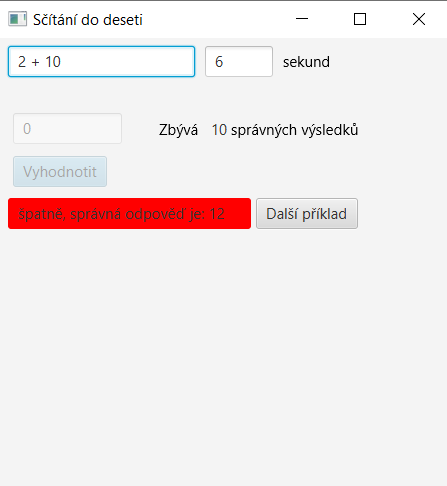 Sčítání do deseti
2 + 10 6 sekund
0 Zbývá 10 správných výsledků
Vyhodnotit
špatně, správná odpověď je: 12 Další příklad